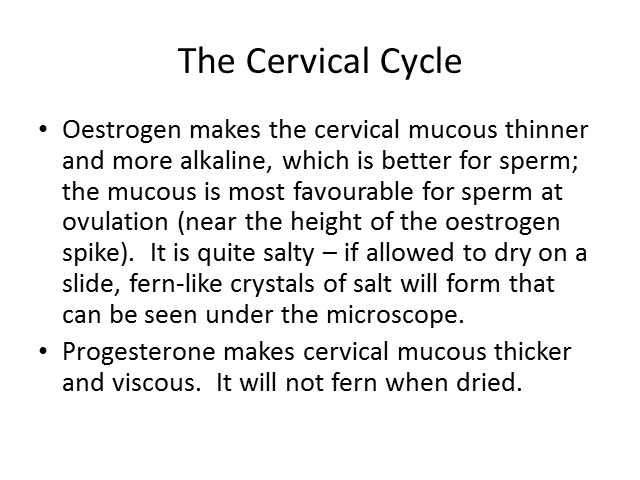 The Cervical Cycle
• Oestrogen makes the cervical mucous thinner
and more alkaline, which is better for sperm;
the mucous is most favourable for sperm at
ovulation (near the height of the oestrogen
spike).  It is quite salty – if allowed to dry on a
slide, fern-like crystals of salt will form that
can be seen under the microscope.
• Progesterone makes cervical mucous thicker
and viscous.  It will not fern when dried.